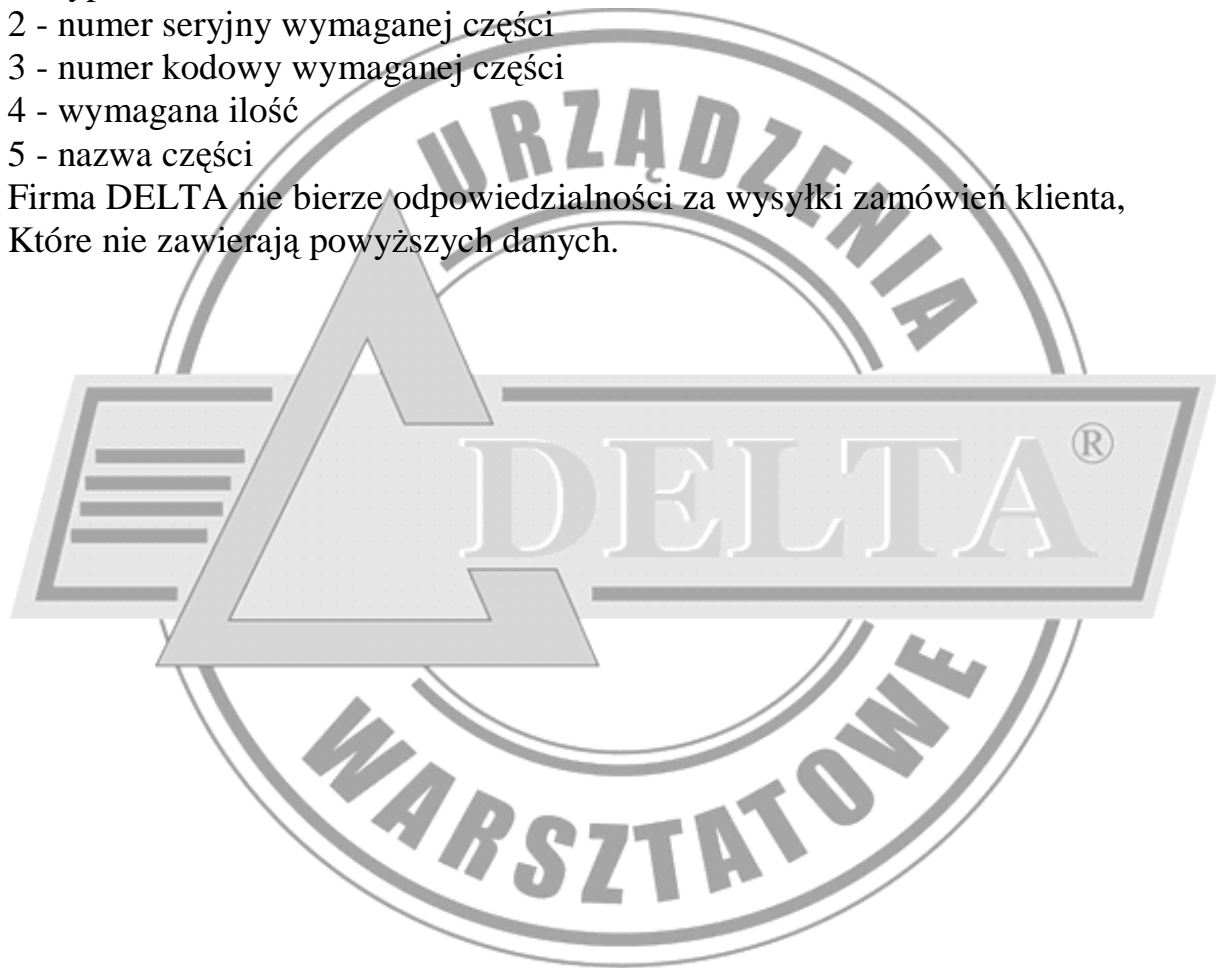 2 - numer seryjny wymaganej części
3 - numer kodowy wymaganej części
4 - wymagana ilość
5 - nazwa części
Firma DELTA nie bierze odpowiedzialności za wysyłki zamówień klienta,
Które nie zawierają powyższych danych.
URZĄDZENIA
DELTA®
WARSZTATOWE